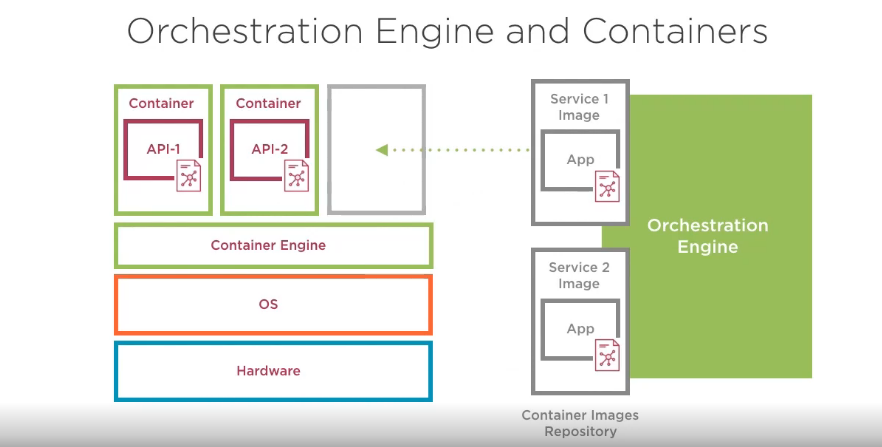 Orchestration Engine and Containers
Container
API-1
Container
API-2
Container Engine
OS
Hardware
Service 1
Image
App
Service 2
Image
App
Container Images
Repository
Orchestration
Engine